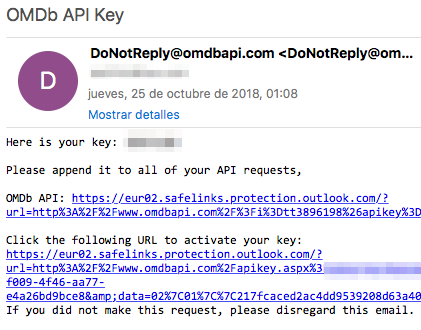 OMDb API Key
D
DoNotReply@omdbapi.com <DoNotReply@om...
jueves, 25 de octubre de 2018, 01:08
Mostrar detalles
Here is your key:
Please append it to all of your API requests,
OMDb API: https://eur02.safelinks.protection.outlook.com/?
url=http%3A%2F%2Fwww.omdbapi.com%2F%3Fi%3Dtt3896198%26apikey%3D
Click the following URL to activate your key:
https://eur02.safelinks.protection.outlook.com/?
url=http%3A%2F%2Fwww.omdbapi.com%2Fapikey.aspx%3
f009-4f46-aa77-
e4a26bd9bce8&amp;data=02%7C01%7C%7C217fcaced2ac4dd9539208d63a40
If you did not make this request, please disregard this email.